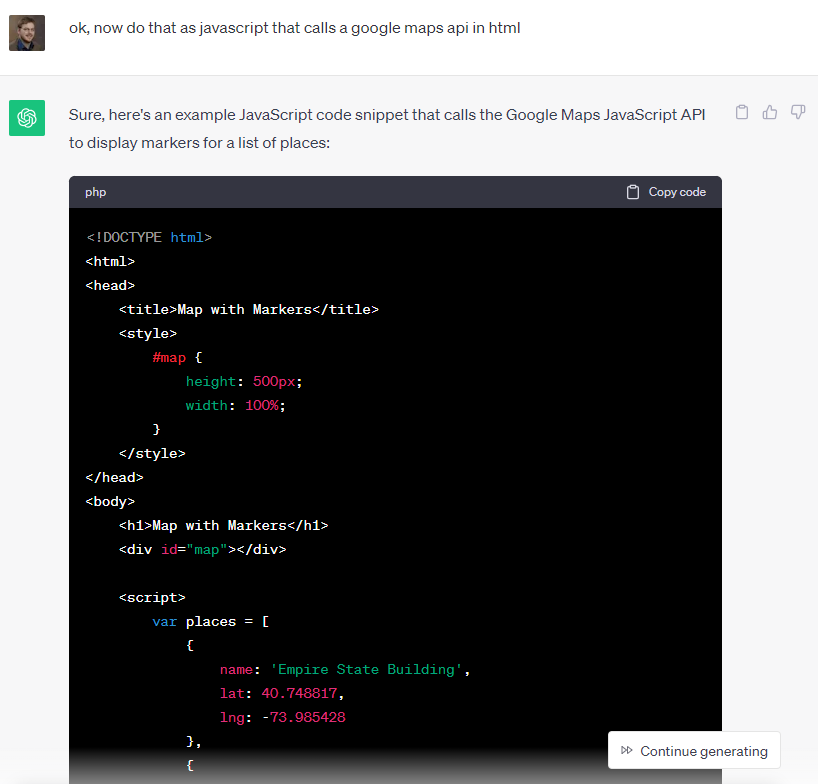 ok, now do that as javascript that calls a google maps api in html
Sure, here's an example JavaScript code snippet that calls the Google Maps JavaScript API
to display markers for a list of places:
php
Copy code
<!DOCTYPE html>
<html>
<head>
    <title>Map with Markers</title>
    <style>
        #map {
            height: 500px;
            width: 100%;
        }
    </style>
</head>
<body>
    <h1>Map with Markers</h1>
    <div id="map"></div>

    <script>
        var places = [
            {
                name: 'Empire State Building',
                lat: 40.748817,
                lng: -73.985428
            },
            {
Continue generating